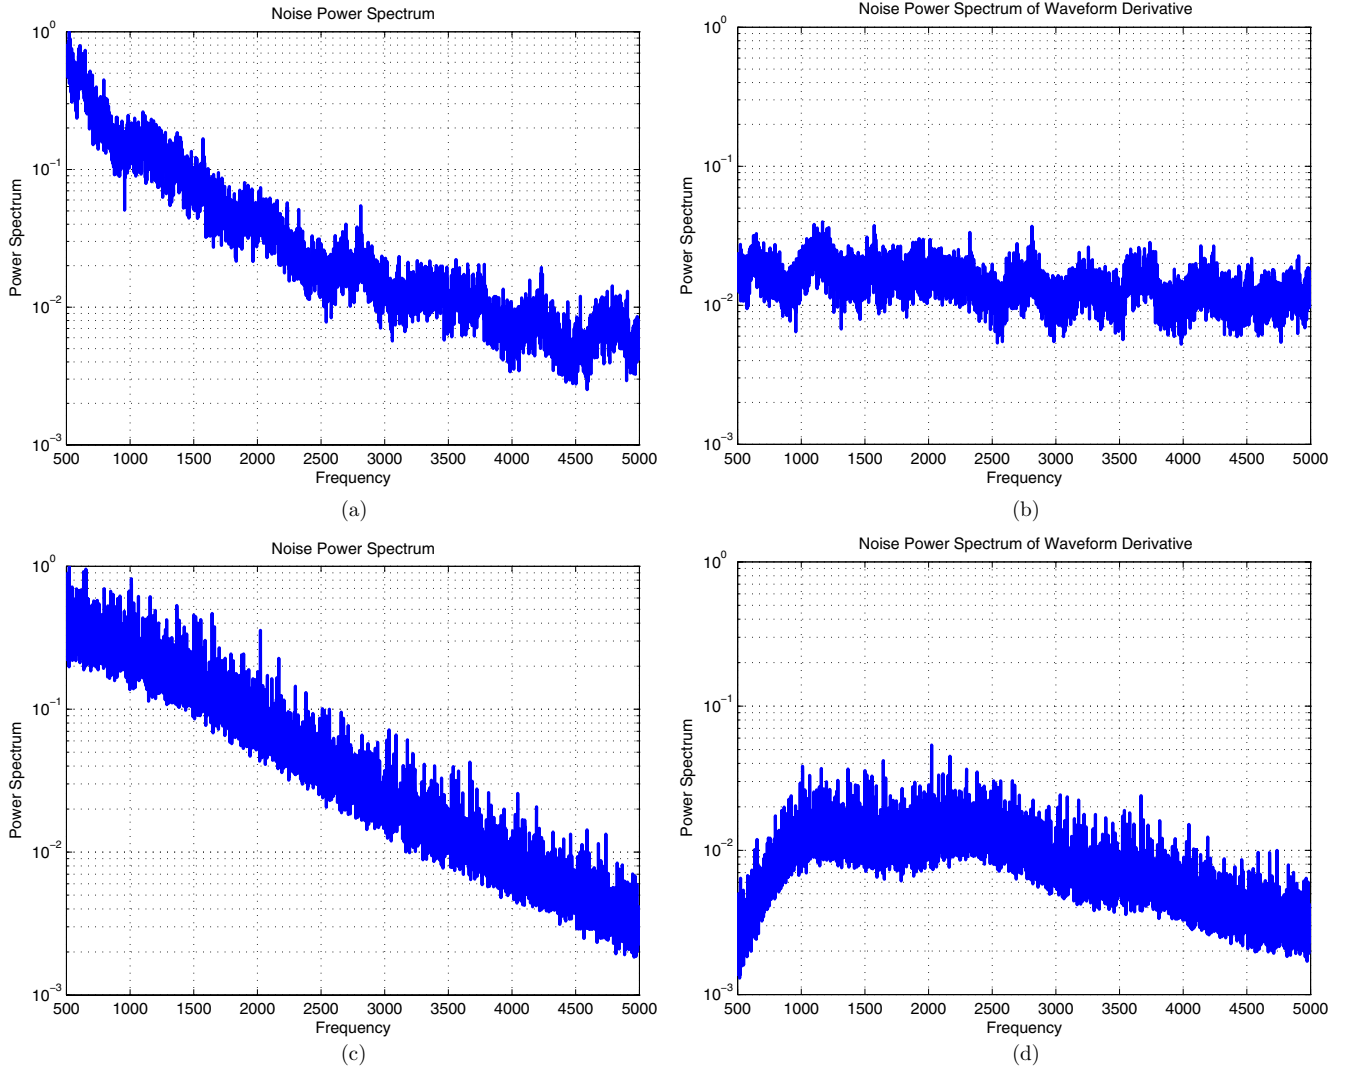 Noise Power Spectrum
10^0
10^-1
10^-2
10^-3
Power Spectrum
500 1000 1500 2000 2500 3000 3500 4000 4500 5000
Frequency
(a)
Noise Power Spectrum of Waveform Derivative
10^0
10^-1
10^-2
10^-3
Power Spectrum
500 1000 1500 2000 2500 3000 3500 4000 4500 5000
Frequency
(b)
Noise Power Spectrum
10^0
10^-1
10^-2
10^-3
Power Spectrum
500 1000 1500 2000 2500 3000 3500 4000 4500 5000
Frequency
(c)
Noise Power Spectrum of Waveform Derivative
10^0
10^-1
10^-2
10^-3
Power Spectrum
500 1000 1500 2000 2500 3000 3500 4000 4500 5000
Frequency
(d)